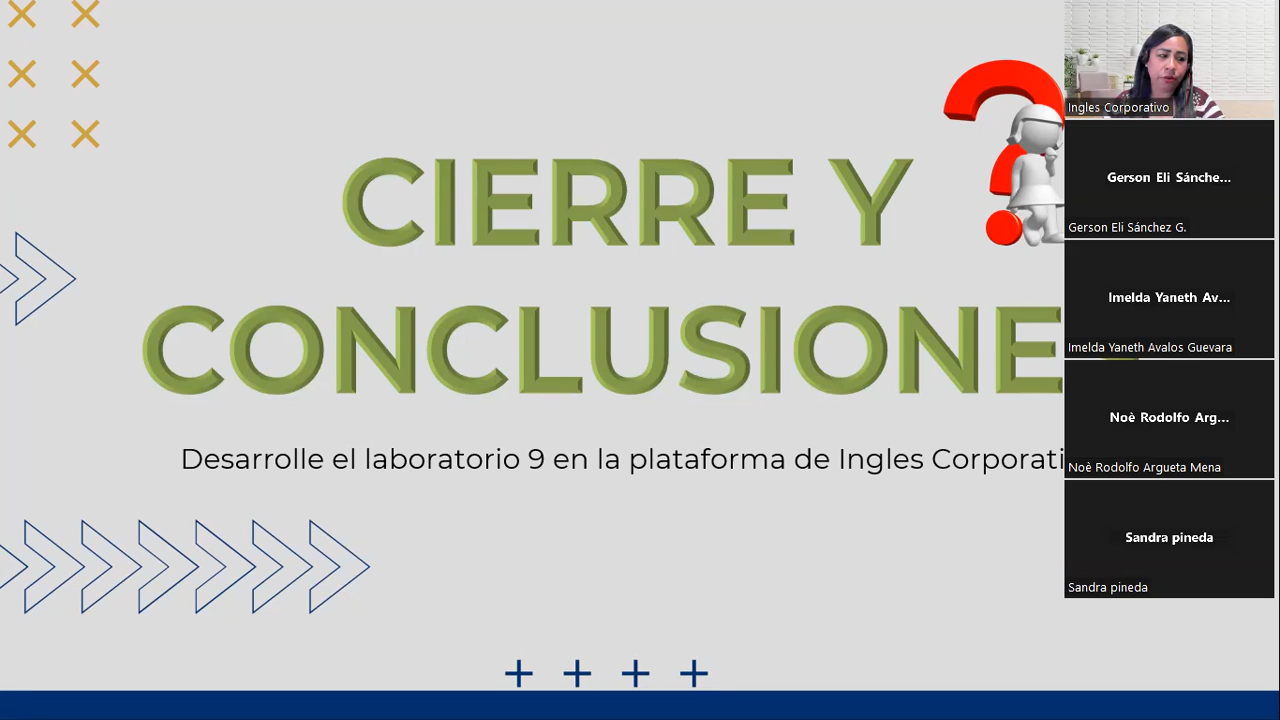 CIERRE Y
CONCLUSIONE
Desarrolle el laboratorio 9 en la plataforma de Ingles Corporati
Ingles Corporativo
Gerson Eli Sánche...
Gerson Eli Sánchez G.
Imelda Yaneth Av...
Imelda Yaneth Avalos Guevara
Noè Rodolfo Arg...
Noè Rodolfo Argueta Mena
Sandra pineda
Sandra pineda